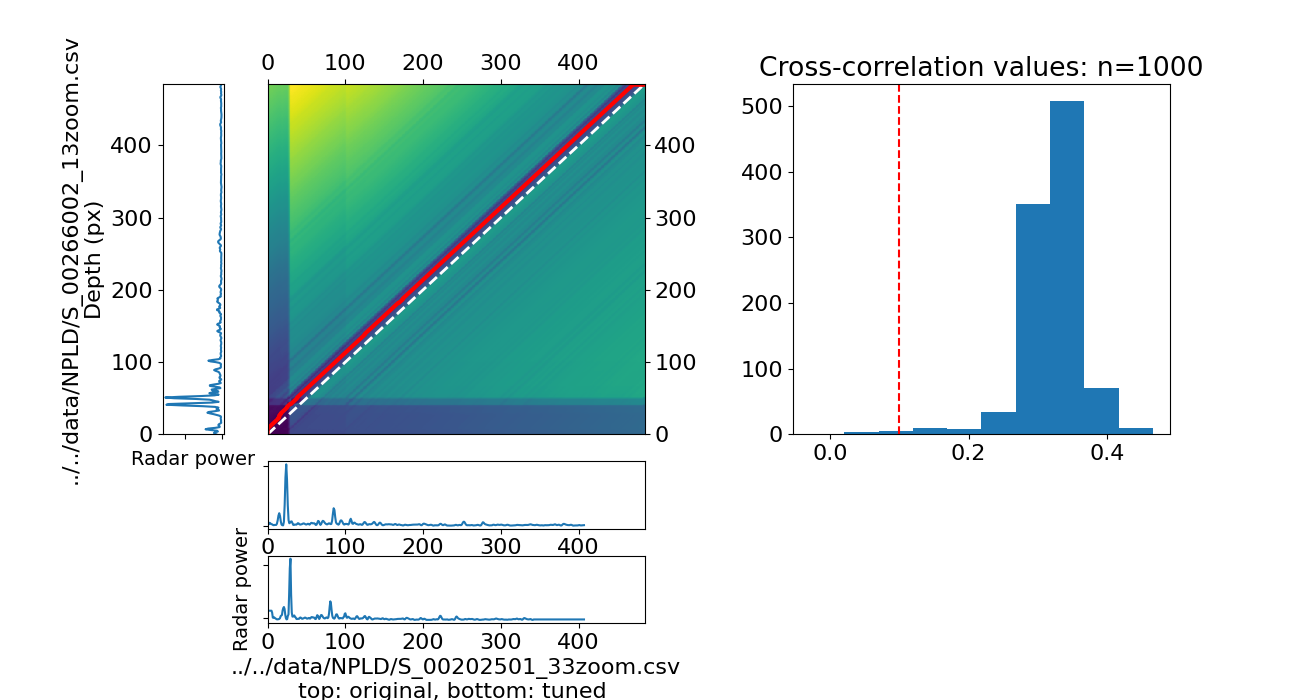 ../../data/NPLD/S_00266002_13zoom.csv
Depth (px)
0 100 200 300 400
0 100 200 300 400
0 100 200 300 400
Radar power
0 100 200 300 400
Radar power
0 100 200 300 400
../../data/NPLD/S_00202501_33zoom.csv
top: original, bottom: tuned
Cross-correlation values: n=1000
0 100 200 300 400 500
0.0 0.2 0.4